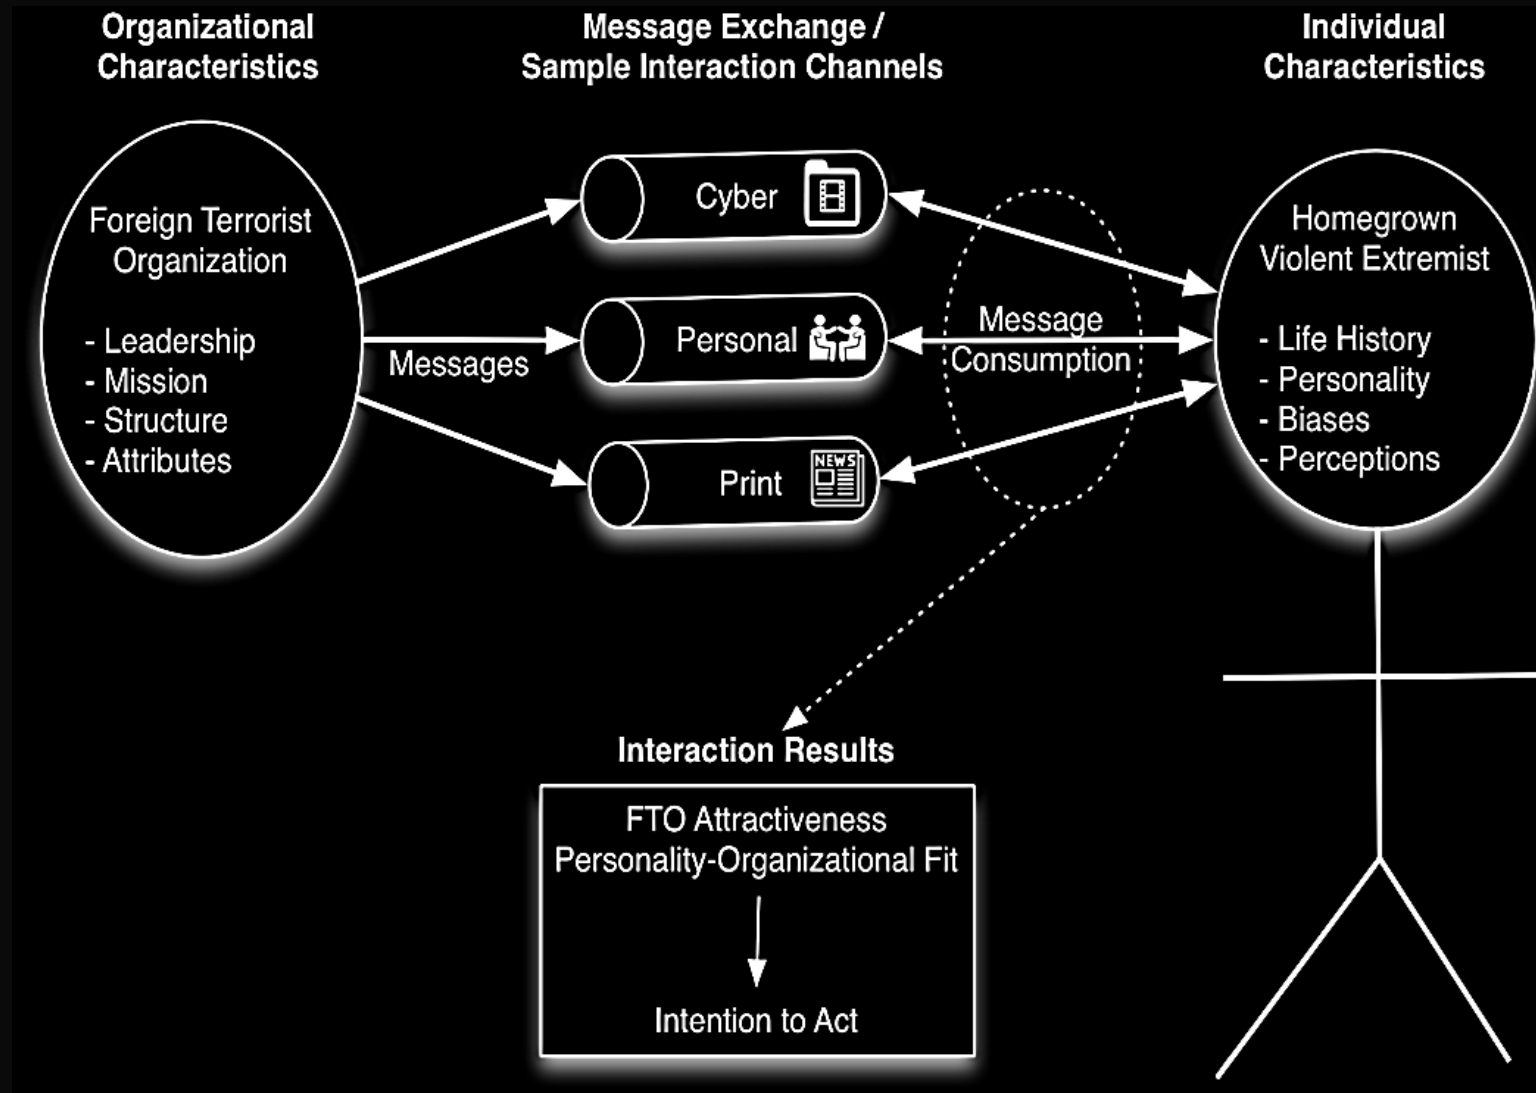 Organizational
Characteristics
Message Exchange /
Sample Interaction Channels
Individual
Characteristics
Foreign Terrorist
Organization
- Leadership
- Mission
- Structure
- Attributes
Messages
Cyber
Personal
Print
NEWS
Message
Consumption
Homegrown
Violent Extremist
- Life History
- Personality
- Biases
- Perceptions
Interaction Results
FTO Attractiveness
Personality-Organizational Fit
Intention to Act